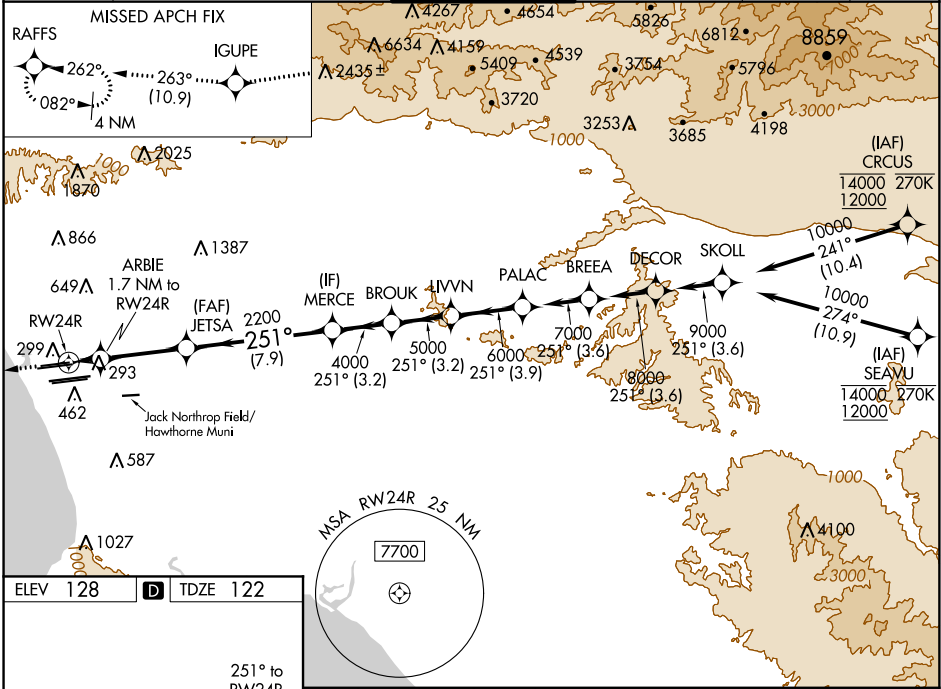 MISSED APCH FIX
RAFFS
IGUPE
262°
263°
(10.9)
082°
4 NM
4267
4654
5826
6634
4159
4539
6812
8859
2435±
5409
3754
5796
3720
3000
3253
3685
4198
1000
2025
1000
1870
(IAF)
CRCUS
14000 270K
12000
866
1387
10000
241°
(10.4)
649
ARBIE
1.7 NM to
RW24R
(IF)
MERCE
BROUK
LIVVN
PALAC
BREEA
DECOR
SKOLL
(FAF)
JETSA
RW24R
299
293
462
2200
251°
(7.9)
4000
251° (3.2)
5000
251° (3.2)
6000
251° (3.9)
7000
251° (3.6)
8000
251° (3.6)
9000
251° (3.6)
10000
274°
(10.9)
(IAF)
SEAVU
14000 270K
12000
Jack Northrop Field/
Hawthorne Muni
587
1027
MSA RW24R 25 NM
7700
1000
4100
3000
ELEV 128
D
TDZE 122
251° to
RW24R